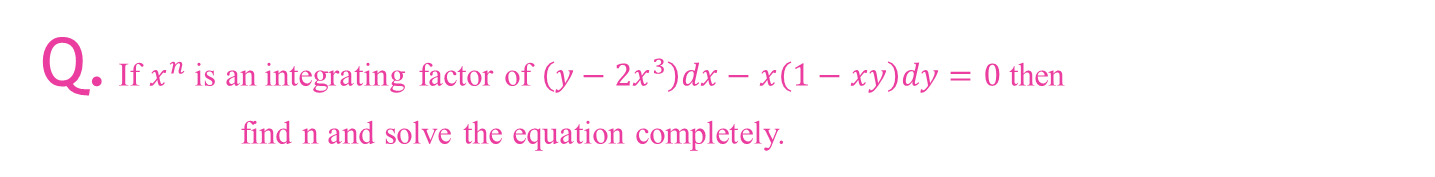 Q. If xⁿ is an integrating factor of (y − 2x³)dx − x(1 − xy)dy = 0 then
find n and solve the equation completely.